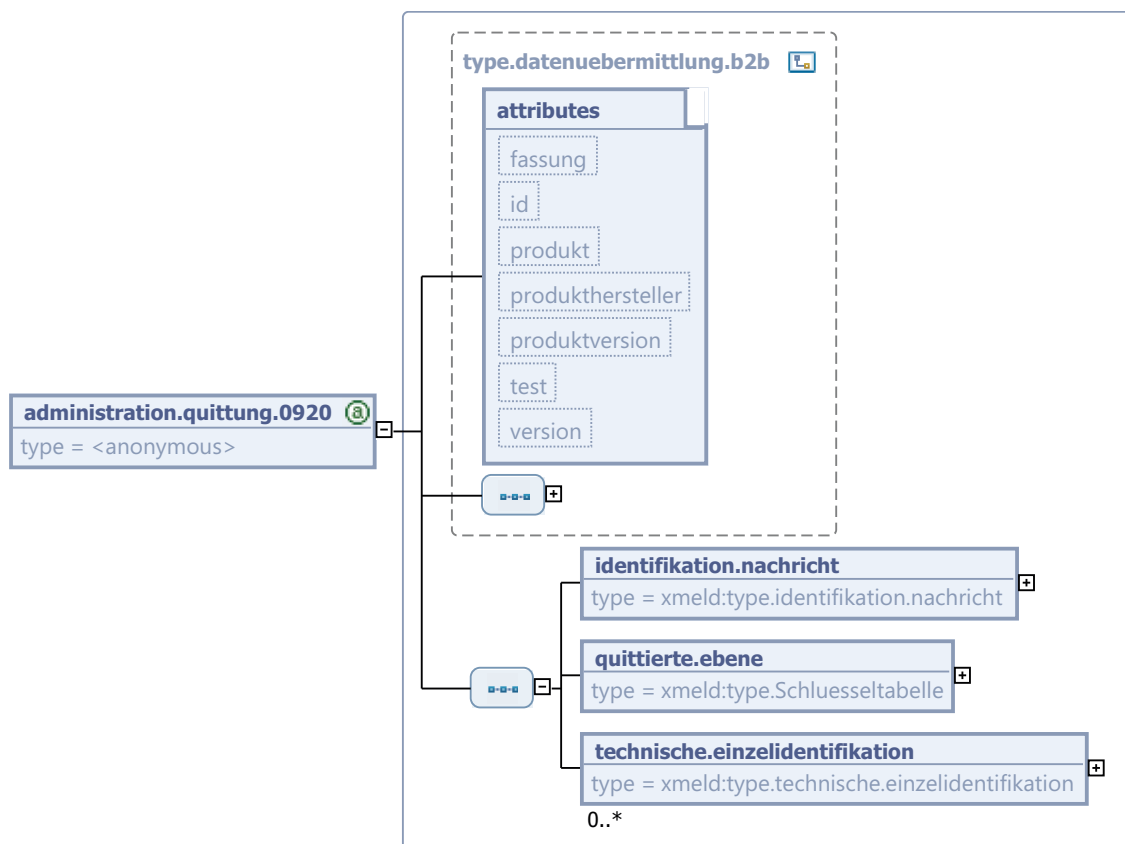 type.datenuebermittlung.b2b
attributes
fassung
id
produkt
produkthersteller
produktversion
test
version
administration.quittung.0920 @
type = <anonymous>
identifikation.nachricht
type = xmeld:type.identifikation.nachricht
quittierte.ebene
type = xmeld:type.Schluesseltabelle
technische.einzelidentifikation
type = xmeld:type.technische.einzelidentifikation
0..*